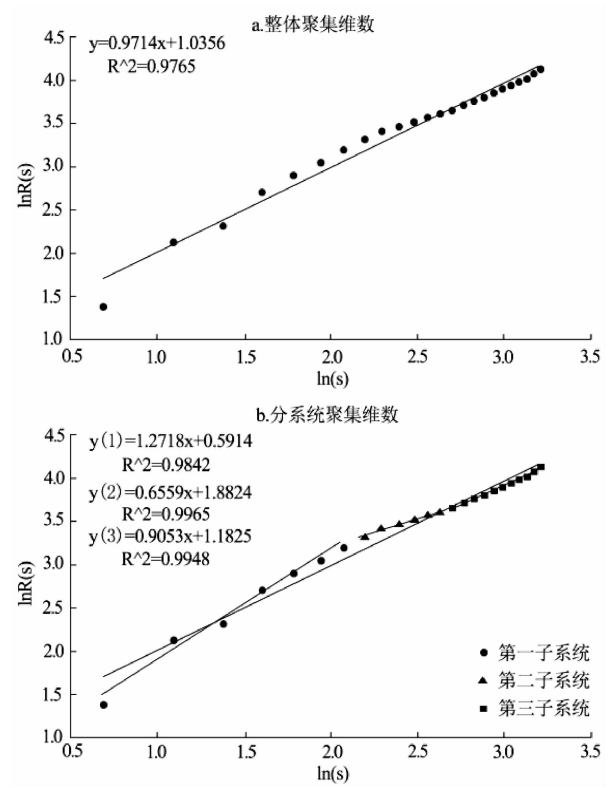 a.整体聚集维数
y=0.9714x+1.0356
R^2=0.9765
4.5
4.0
3.5
3.0
2.5
2.0
1.5
1.0
lnR(s)
0.5 1.0 1.5 2.0 2.5 3.0 3.5
ln(s)
b.分系统聚集维数
y(1)=1.2718x+0.5914
R^2=0.9842
y(2)=0.6559x+1.8824
R^2=0.9965
y(3)=0.9053x+1.1825
R^2=0.9948
4.5
4.0
3.5
3.0
2.5
2.0
1.5
1.0
lnR(s)
第一子系统
第二子系统
第三子系统
0.5 1.0 1.5 2.0 2.5 3.0 3.5
ln(s)